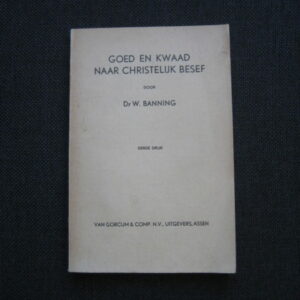 GOED EN KWAAD
NAAR CHRISTELIJK BESEF
DOOR
Dr W. BANNING
DERDE DRUK
VAN GORCUM & COMP. N.V., UITGEVERS, ASSEN